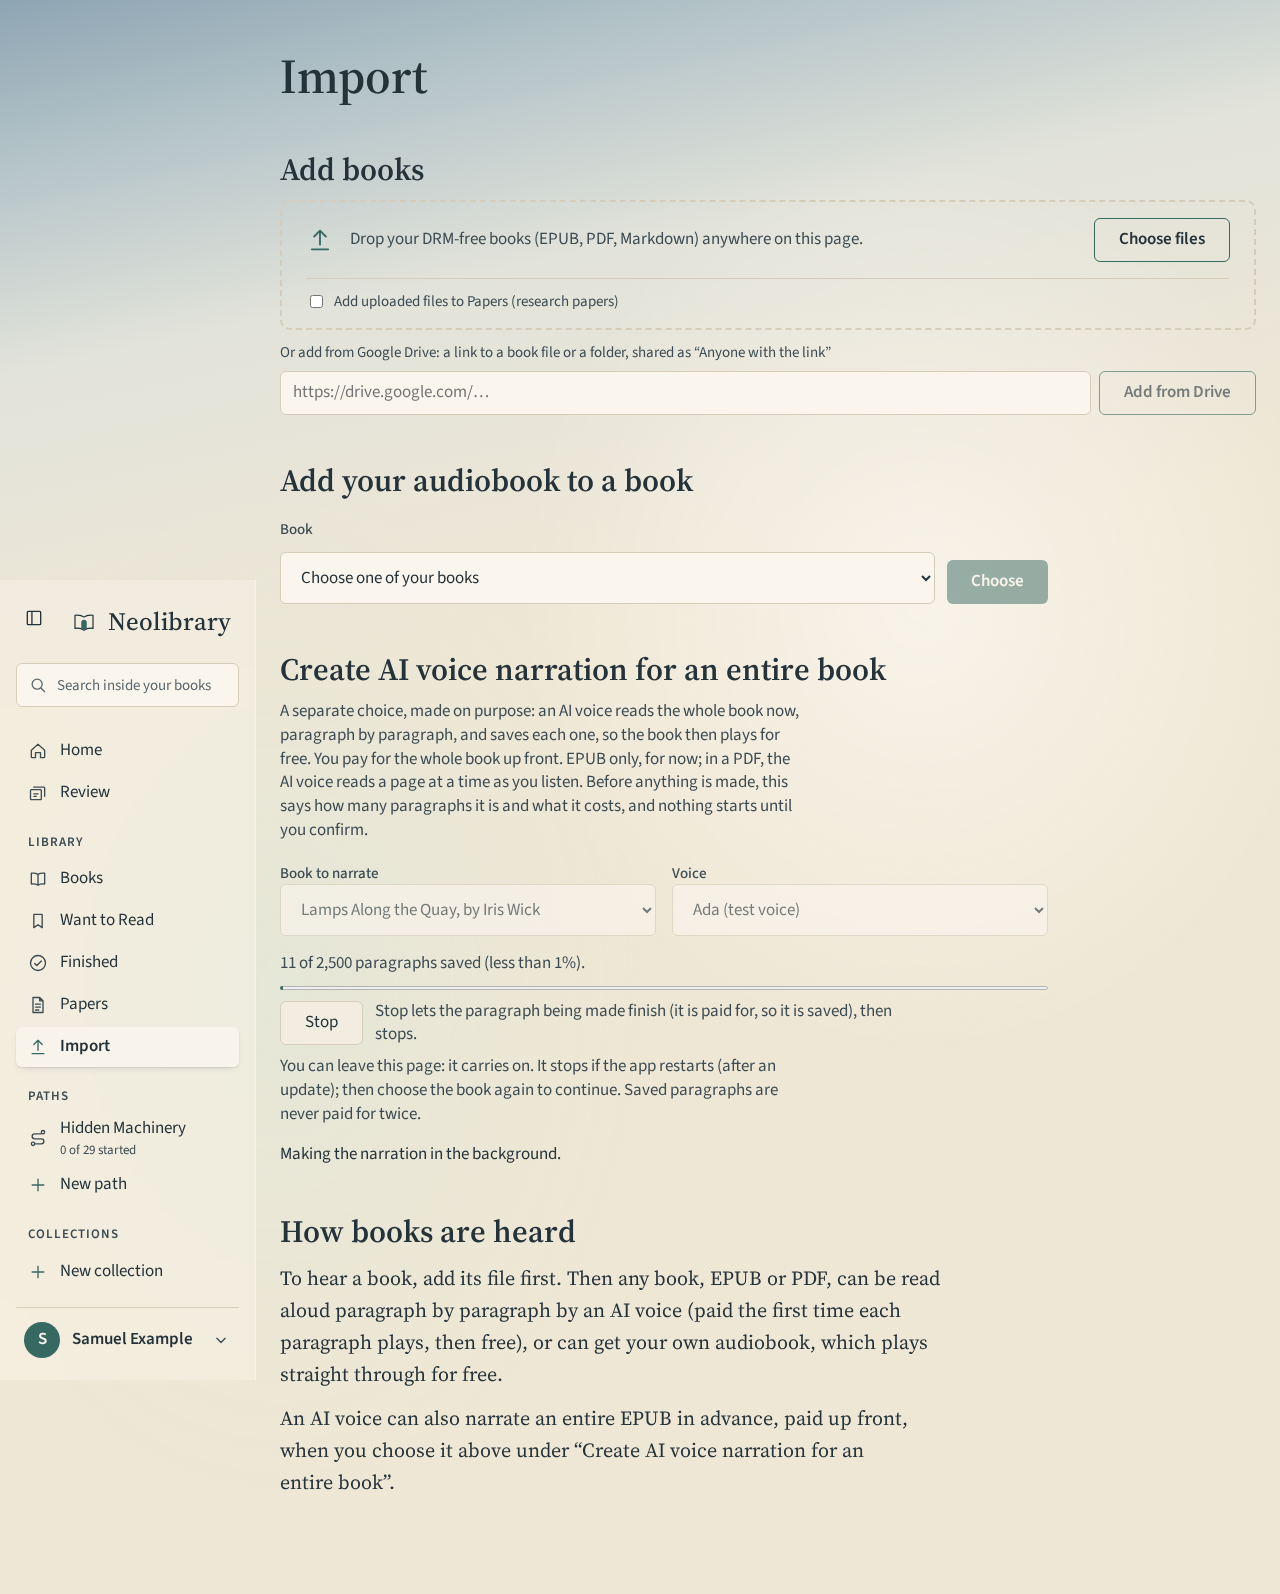 Import
Add books
Drop your DRM-free books (EPUB, PDF, Markdown) anywhere on this page.
Choose files
Add uploaded files to Papers (research papers)
Or add from Google Drive: a link to a book file or a folder, shared as “Anyone with the link”
https://drive.google.com/…
Add from Drive
Add your audiobook to a book
Book
Choose one of your books
Choose
Create AI voice narration for an entire book
A separate choice, made on purpose: an AI voice reads the whole book now,
paragraph by paragraph, and saves each one, so the book then plays for
free. You pay for the whole book up front. EPUB only, for now; in a PDF, the
AI voice reads a page at a time as you listen. Before anything is made, this
says how many paragraphs it is and what it costs, and nothing starts until
you confirm.
Book to narrate
Voice
Lamps Along the Quay, by Iris Wick
Ada (test voice)
11 of 2,500 paragraphs saved (less than 1%).
Stop
Stop lets the paragraph being made finish (it is paid for, so it is saved), then
stops.
You can leave this page: it carries on. It stops if the app restarts (after an
update); then choose the book again to continue. Saved paragraphs are
never paid for twice.
Making the narration in the background.
How books are heard
To hear a book, add its file first. Then any book, EPUB or PDF, can be read
aloud paragraph by paragraph by an AI voice (paid the first time each
paragraph plays, then free), or can get your own audiobook, which plays
straight through for free.
An AI voice can also narrate an entire EPUB in advance, paid up front,
when you choose it above under “Create AI voice narration for an
entire book”.
Neolibrary
Search inside your books
Home
Review
LIBRARY
Books
Want to Read
Finished
Papers
Import
PATHS
Hidden Machinery
0 of 29 started
New path
COLLECTIONS
New collection
S
Samuel Example